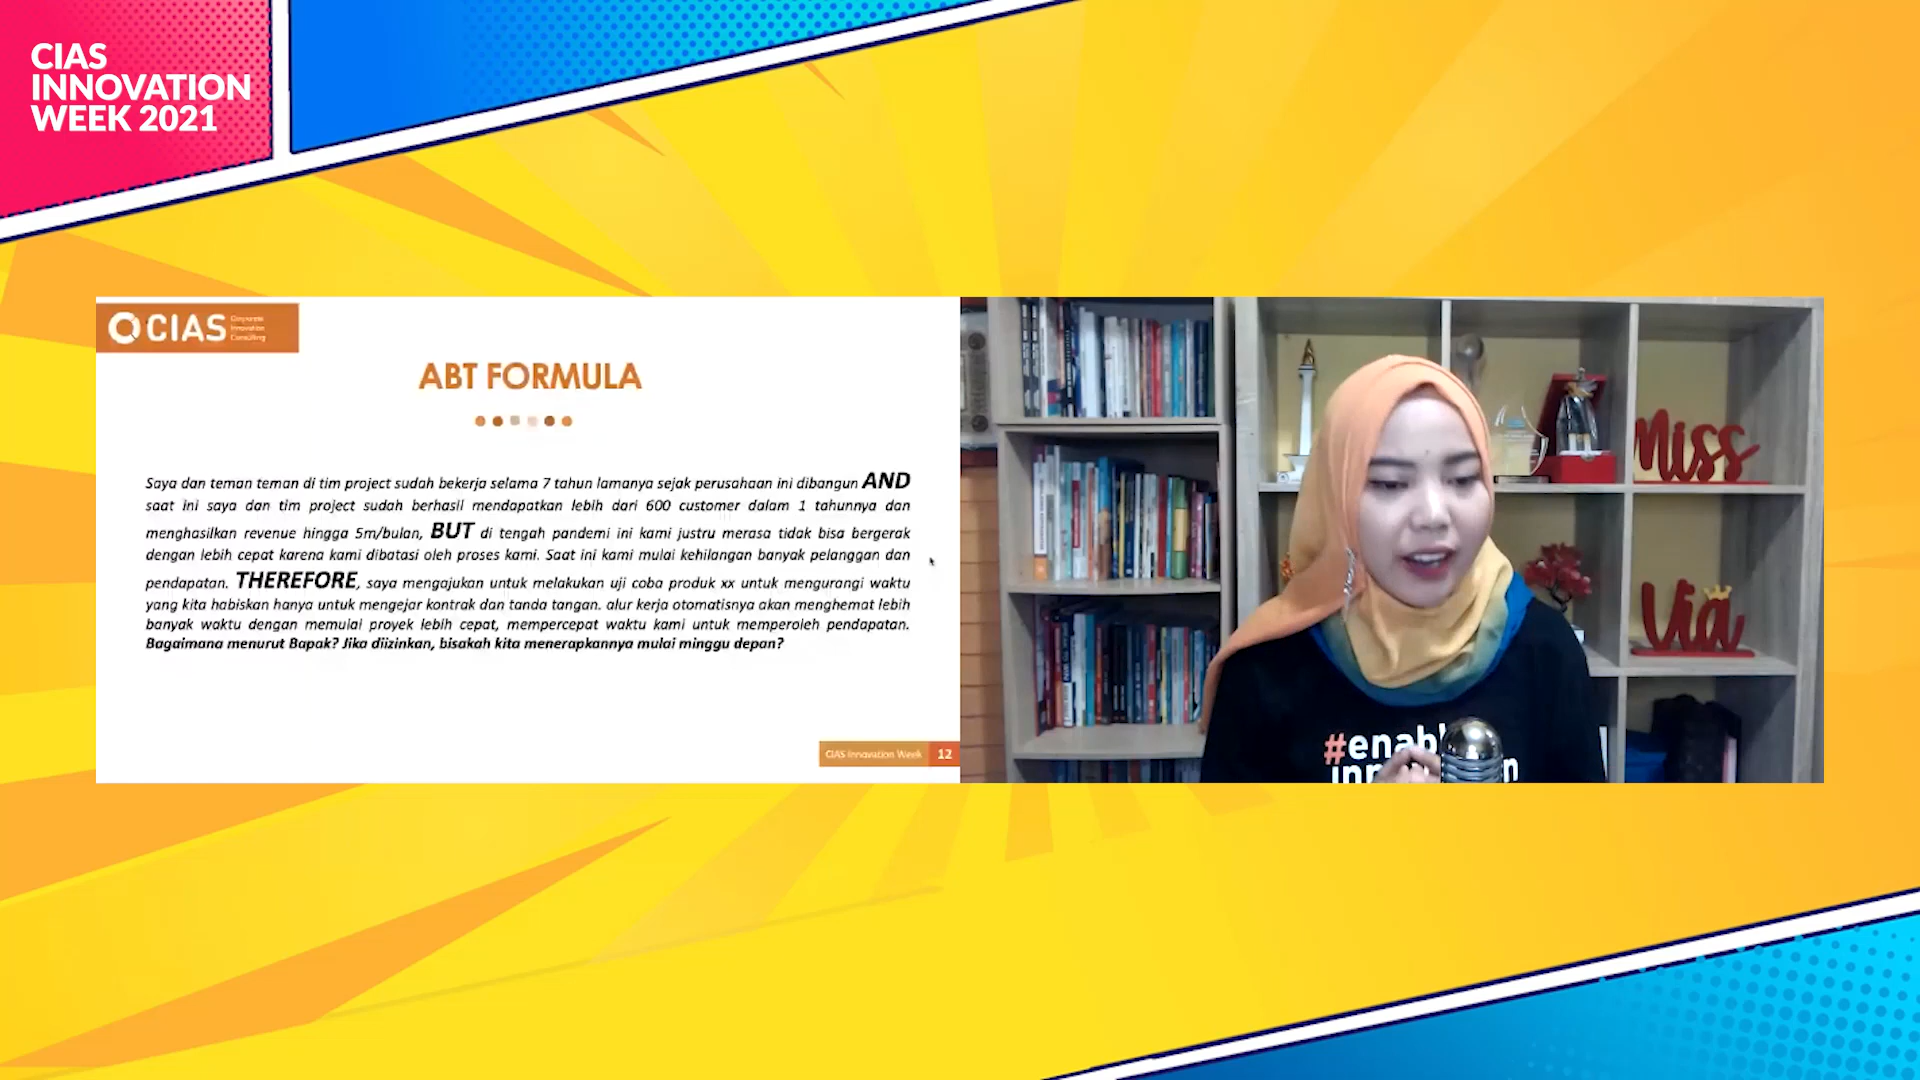 CIAS
INNOVATION
WEEK 2021
CIAS Corporate
Innovation
Consulting
ABT FORMULA
Saya dan teman teman di tim project sudah bekerja selama 7 tahun lamanya sejak perusahaan ini dibangun AND
saat ini saya dan tim project sudah berhasil mendapatkan lebih dari 600 customer dalam 1 tahunnya dan
menghasilkan revenue hingga 5m/bulan, BUT di tengah pandemi ini kami justru merasa tidak bisa bergerak
dengan lebih cepat karena kami dibatasi oleh proses kami. Saat ini kami mulai kehilangan banyak pelanggan dan
pendapatan. THEREFORE, saya mengajukan untuk melakukan uji coba produk xx untuk mengurangi waktu
yang kita habiskan hanya untuk mengejar kontrak dan tanda tangan. alur kerja otomatisnya akan menghemat lebih
banyak waktu dengan memulai proyek lebih cepat, mempercepat waktu kami untuk memperoleh pendapatan.
Bagaimana menurut Bapak? Jika diizinkan, bisakah kita menerapkannya mulai minggu depan?
CIAS Innovation Week 12
Miss
Via
#enabl